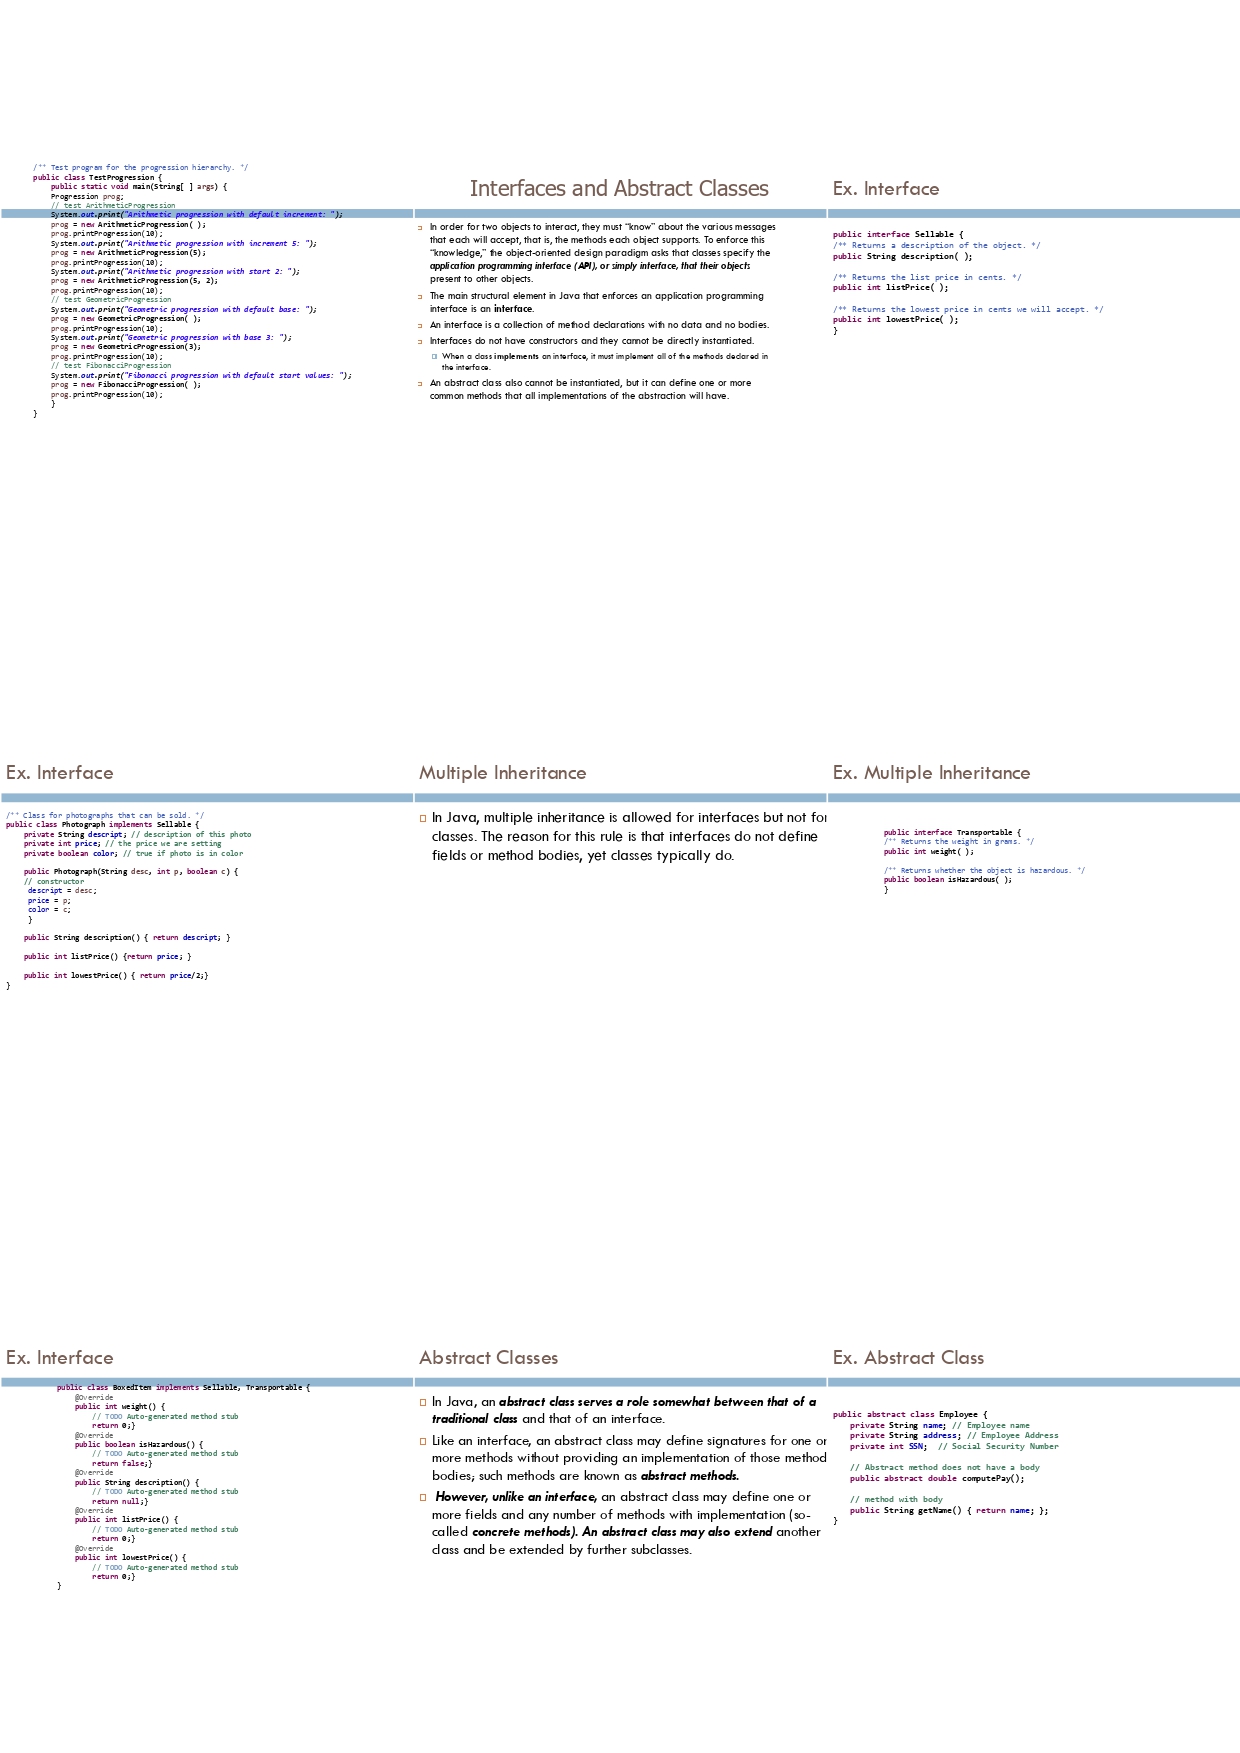 /** Test program for the progression hierarchy. */
public class TestProgression {
public static void main(String[ ] args) {
Progression prog;
// test ArithmeticProgression
System.out.print("Arithmetic progression with default increment: ");
prog = new ArithmeticProgression( );
prog.printProgression(10);
System.out.print("Arithmetic progression with increment 5: ");
prog = new ArithmeticProgression(5);
prog.printProgression(10);
System.out.print("Arithmetic progression with start 2: ");
prog = new ArithmeticProgression(5, 2);
prog.printProgression(10);
// test GeometricProgression
System.out.print("Geometric progression with default base: ");
prog = new GeometricProgression( );
prog.printProgression(10);
System.out.print("Geometric progression with base 3: ");
prog = new GeometricProgression(3);
prog.printProgression(10);
// test FibonacciProgression
System.out.print("Fibonacci progression with default start values: ");
prog = new FibonacciProgression( );
prog.printProgression(10);
}
}
Interfaces and Abstract Classes
In order for two objects to interact, they must "know" about the various messages
that each will accept, that is, the methods each object supports. To enforce this
"knowledge," the object-oriented design paradigm asks that classes specify the
application programming interface (API), or simply interface, that their objects
present to other objects.
The main structural element in Java that enforces an application programming
interface is an interface.
An interface is a collection of method declarations with no data and no bodies.
Interfaces do not have constructors and they cannot be directly instantiated.
When a class implements an interface, it must implement all of the methods declared in
the interface.
An abstract class also cannot be instantiated, but it can define one or more
common methods that all implementations of the abstraction will have.
Ex. Interface
public interface Sellable {
/** Returns a description of the object. */
public String description( );
/** Returns the list price in cents. */
public int listPrice( );
/** Returns the lowest price in cents we will accept. */
public int lowestPrice( );
}
Ex. Interface
/** Class for photographs that can be sold. */
public class Photograph implements Sellable {
private String descript; // description of this photo
private int price; // the price we are setting
private boolean color; // true if photo is in color
public Photograph(String desc, int p, boolean c) {
// constructor
descript = desc;
price = p;
color = c;
}
public String description() { return descript; }
public int listPrice() {return price; }
public int lowestPrice() { return price/2;}
}
Multiple Inheritance
In Java, multiple inheritance is allowed for interfaces but not for
classes. The reason for this rule is that interfaces do not define
fields or method bodies, yet classes typically do.
Ex. Multiple Inheritance
public interface Transportable {
/** Returns the weight in grams. */
public int weight( );
/** Returns whether the object is hazardous. */
public boolean isHazardous( );
}
Ex. Interface
public class BoxedItem implements Sellable, Transportable {
@Override
public int weight() {
// TODO Auto-generated method stub
return 0;}
@Override
public boolean isHazardous() {
// TODO Auto-generated method stub
return false;}
@Override
public String description() {
// TODO Auto-generated method stub
return null;}
@Override
public int listPrice() {
// TODO Auto-generated method stub
return 0;}
@Override
public int lowestPrice() {
// TODO Auto-generated method stub
return 0;}
}
Abstract Classes
In Java, an abstract class serves a role somewhat between that of a
traditional class and that of an interface.
Like an interface, an abstract class may define signatures for one or
more methods without providing an implementation of those method
bodies; such methods are known as abstract methods.
However, unlike an interface, an abstract class may define one or
more fields and any number of methods with implementation (so-
called concrete methods). An abstract class may also extend another
class and be extended by further subclasses.
Ex. Abstract Class
public abstract class Employee {
private String name; // Employee name
private String address; // Employee Address
private int SSN; // Social Security Number
// Abstract method does not have a body
public abstract double computePay();
// method with body
public String getName() { return name; };
}